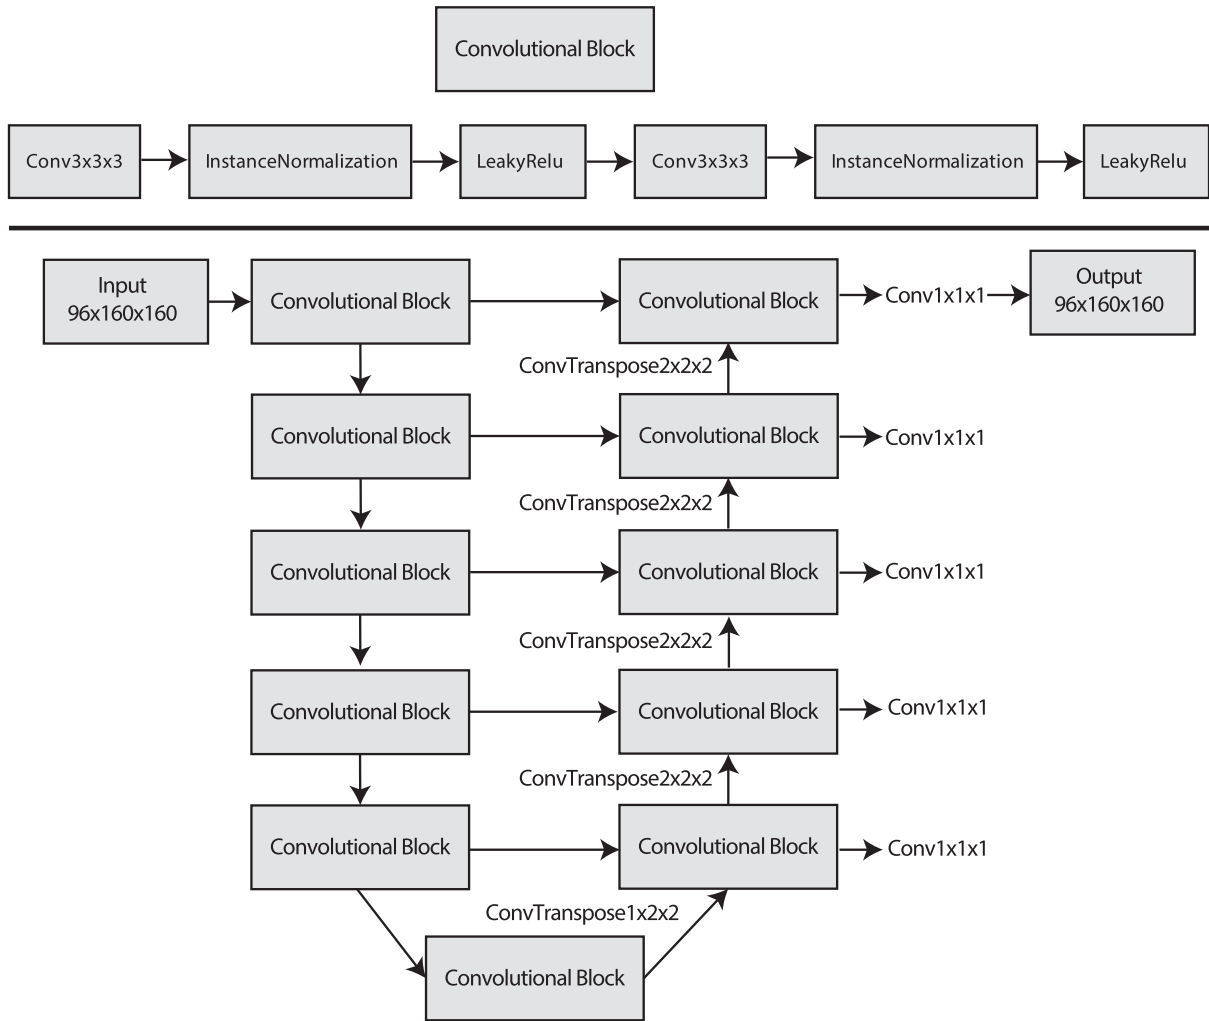 Convolutional Block
Conv3x3x3
InstanceNormalization
LeakyRelu
Conv3x3x3
InstanceNormalization
LeakyRelu
Input
96x160x160
Convolutional Block
Convolutional Block
Conv1x1x1
Output
96x160x160
ConvTranspose2x2x2
Convolutional Block
Convolutional Block
Conv1x1x1
ConvTranspose2x2x2
Convolutional Block
Convolutional Block
Conv1x1x1
ConvTranspose2x2x2
Convolutional Block
Convolutional Block
Conv1x1x1
ConvTranspose2x2x2
Convolutional Block
Convolutional Block
Conv1x1x1
ConvTranspose1x2x2
Convolutional Block